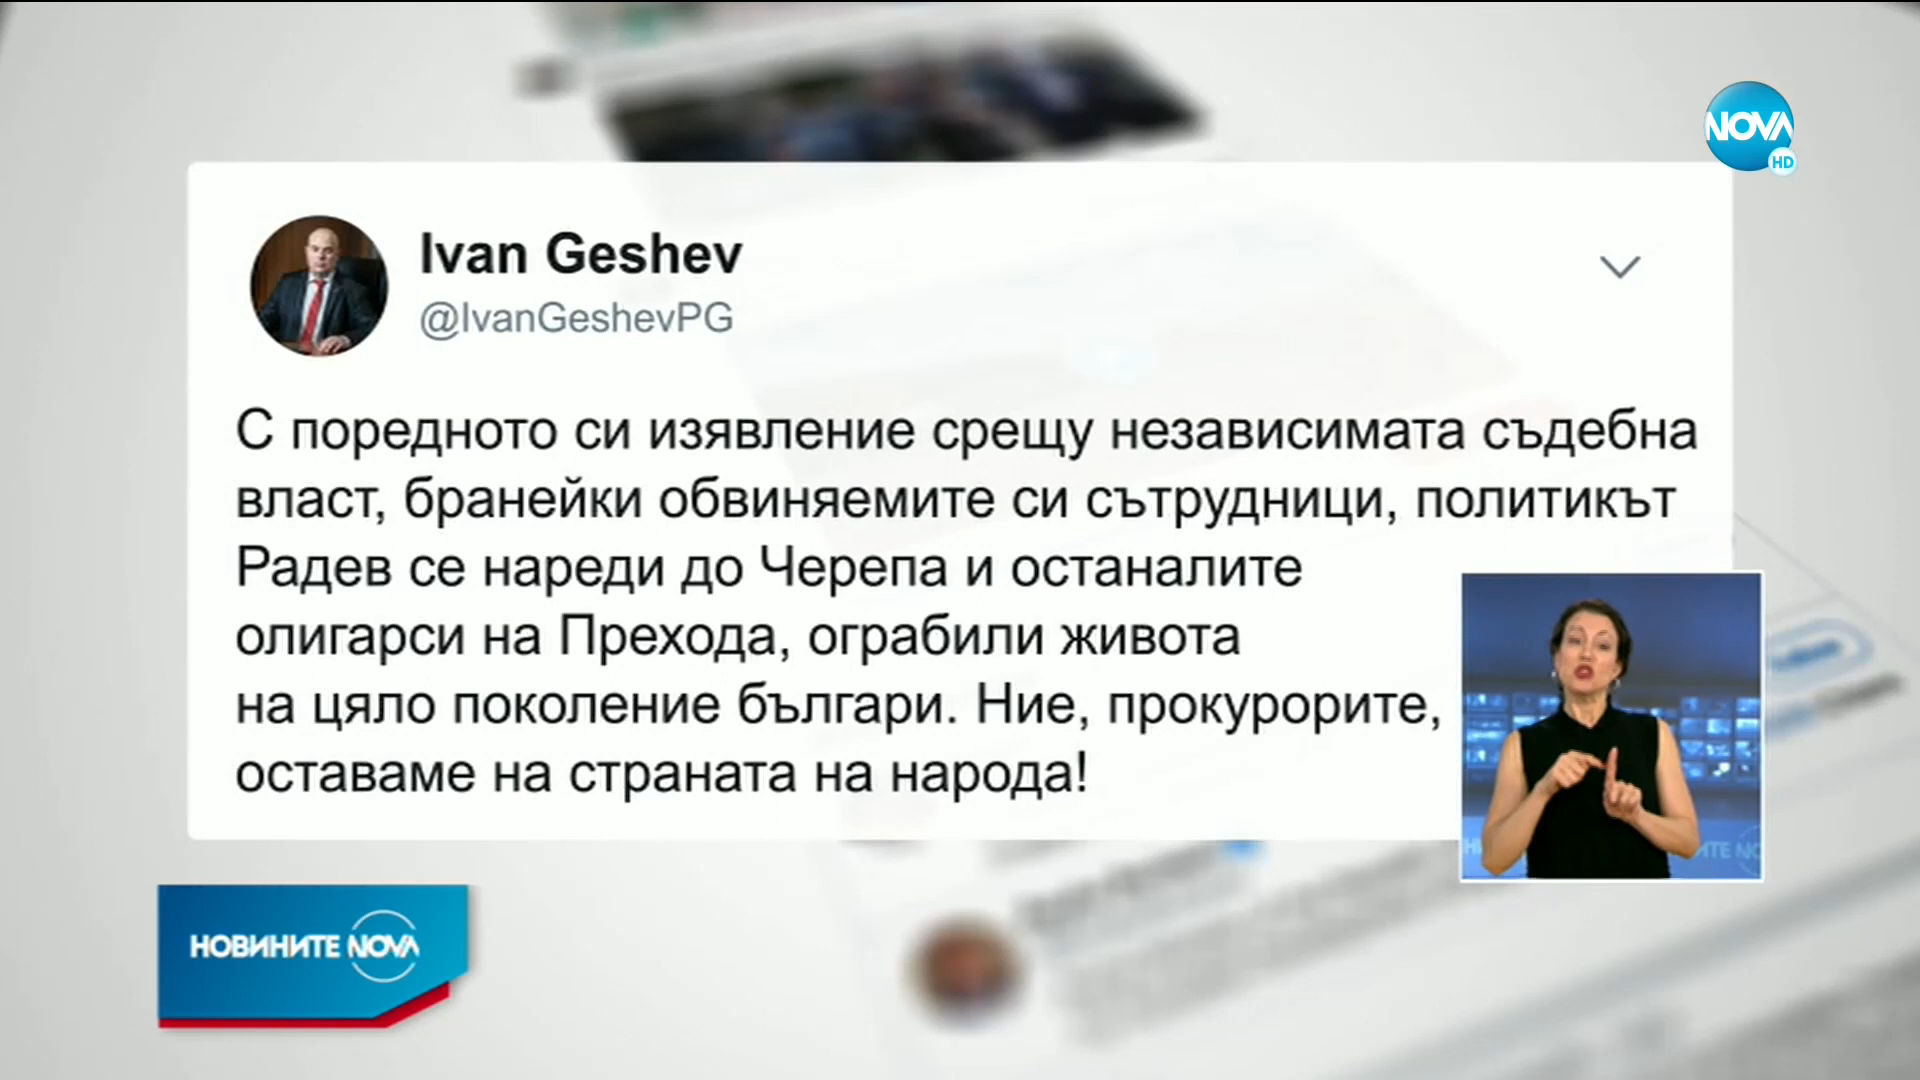 NOVA
HD
Ivan Geshev
@IvanGeshevPG
С поредното си изявление срещу независимата съдебна
власт, бранейки обвиняемите си сътрудници, политикът
Радев се нареди до Черепа и останалите
олигарси на Прехода, ограбили живота
на цяло поколение българи. Ние, прокурорите,
оставаме на страната на народа!
НОВИНИТЕ NOVA